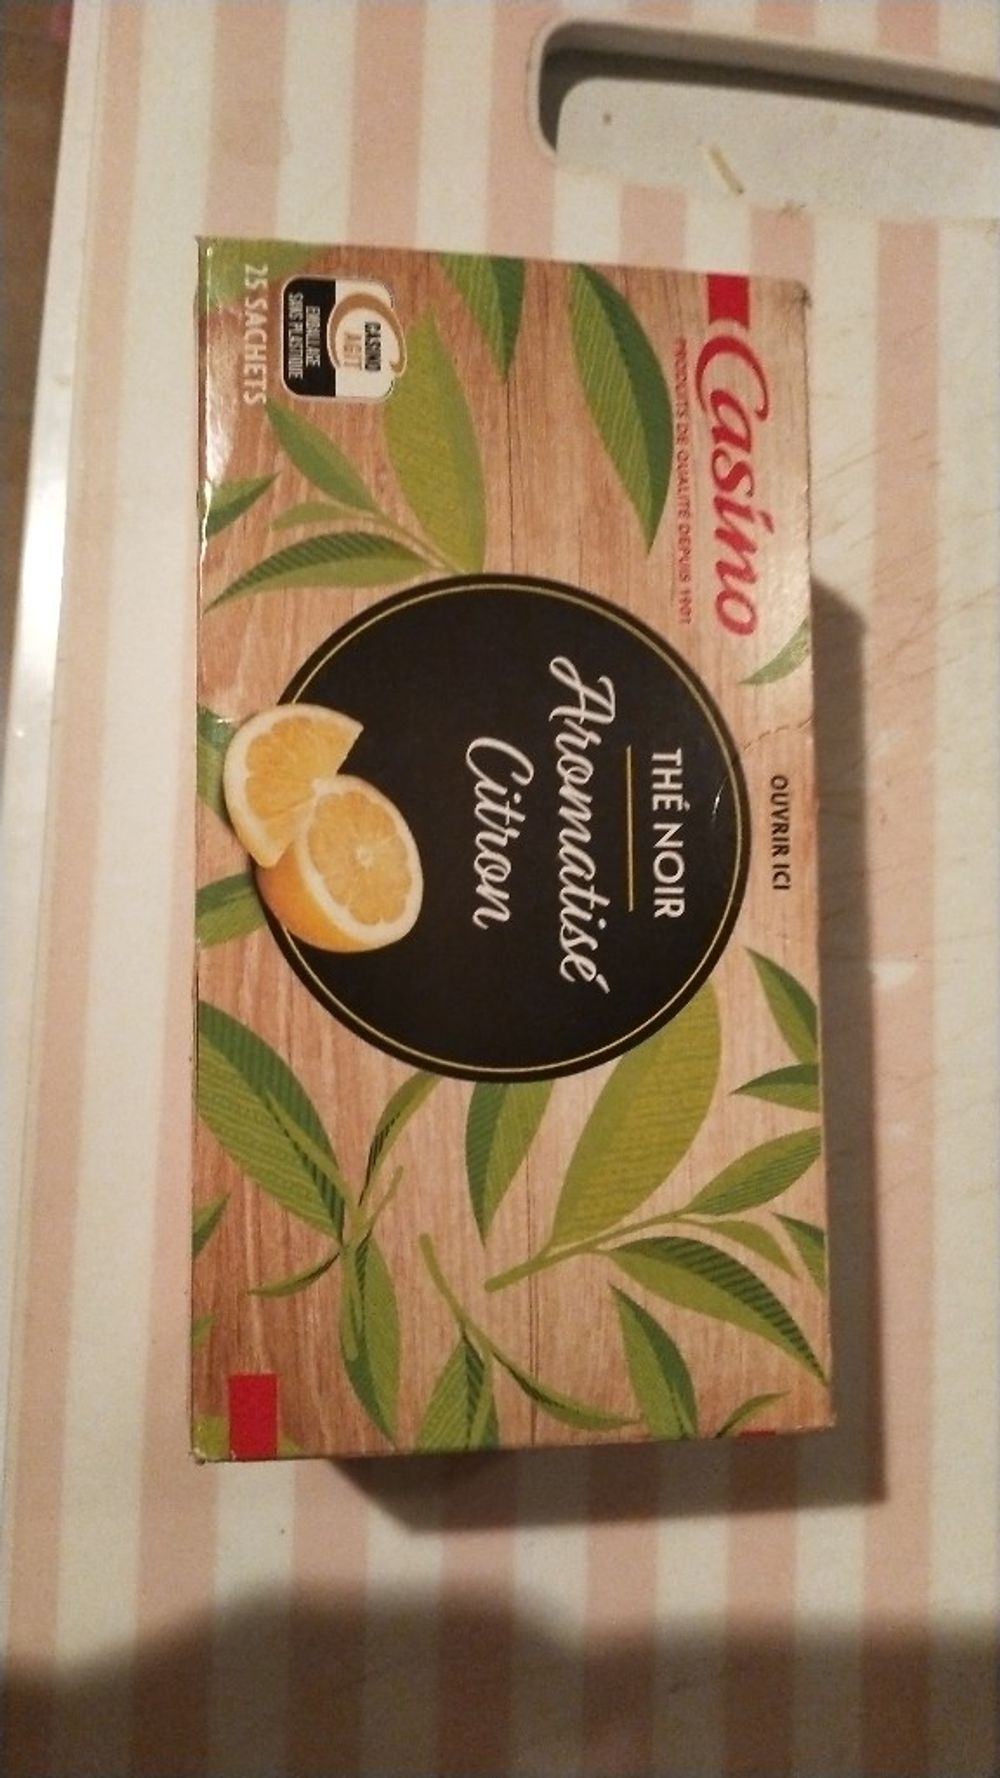 Casino
PRODUITS DE QUALITÉ DEPUIS 1901
OUVRIR ICI
THÉ NOIR
Aromatisé
Citron
CASINO
AGIT
EMBALLAGE
SANS PLASTIQUE
25 SACHETS